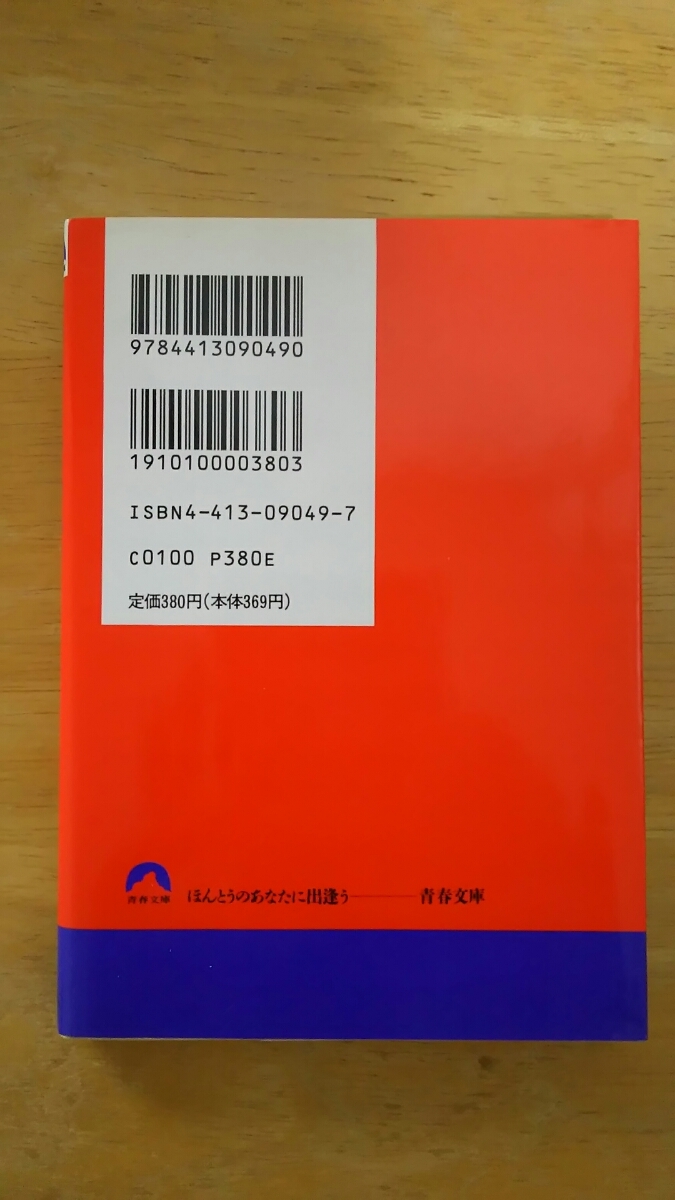 9784413090490
1910100003803
ISBN4-413-09049-7
C0100 P380E
定価380円(本体369円)
青春文庫
ほんとうのあなたに出逢う────青春文庫